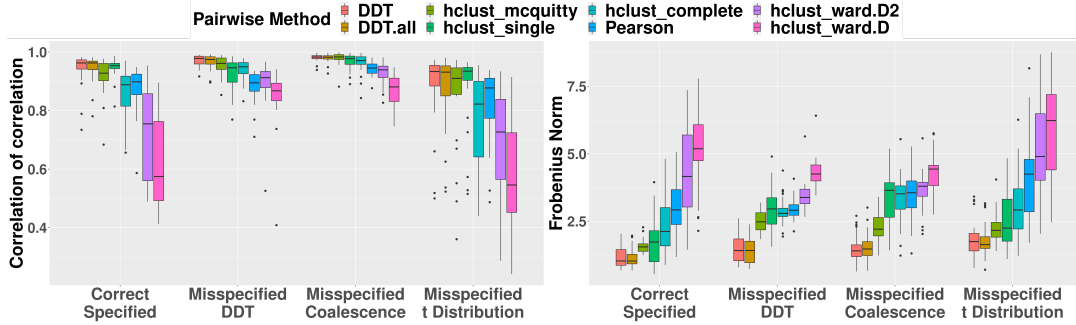 Pairwise Method
DDT hclust_mcquitty hclust_complete hclust_ward.D2
DDT.all hclust_single Pearson hclust_ward.D
Correlation of correlation
1.0
0.8
0.6
0.4
Correct Misspecified Misspecified Misspecified
Specified DDT Coalescence t Distribution
Frobenius Norm
7.5
5.0
2.5
Correct Misspecified Misspecified Misspecified
Specified DDT Coalescence t Distribution